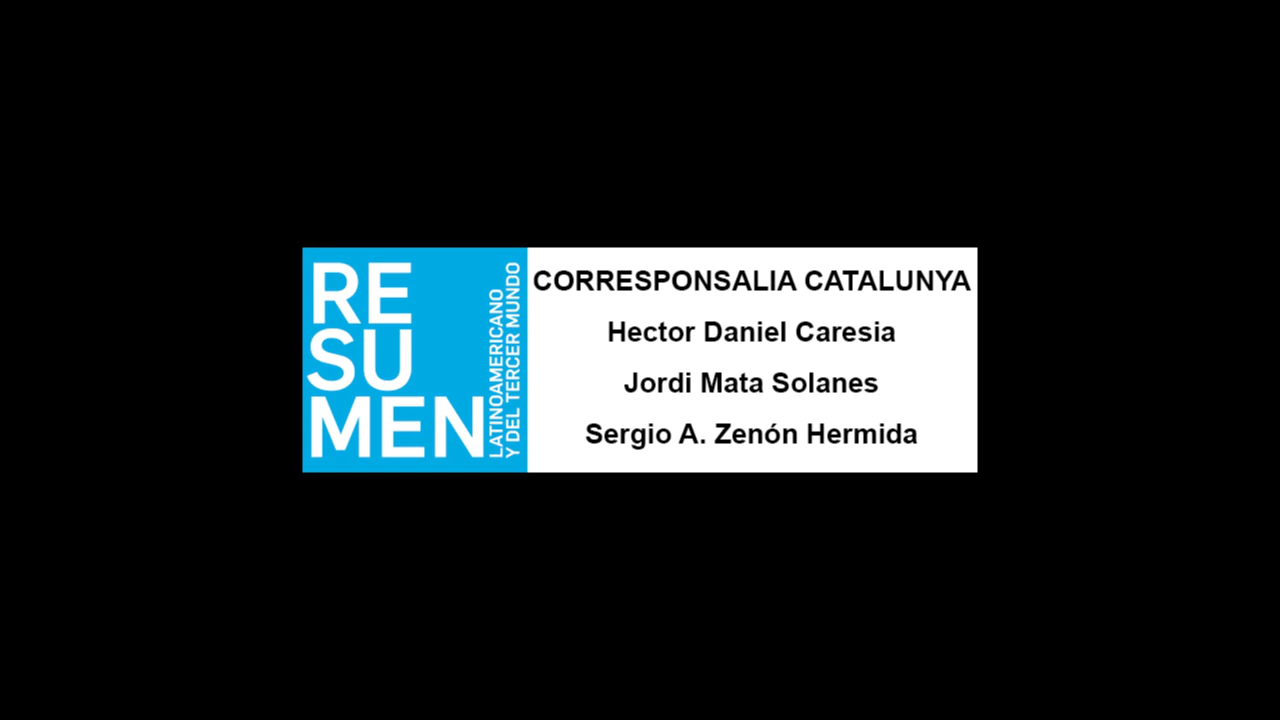 RE
SU
MEN
LATINOAMERICANO
Y DEL TERCER MUNDO
CORRESPONSALIA CATALUNYA
Hector Daniel Caresia
Jordi Mata Solanes
Sergio A. Zenón Hermida